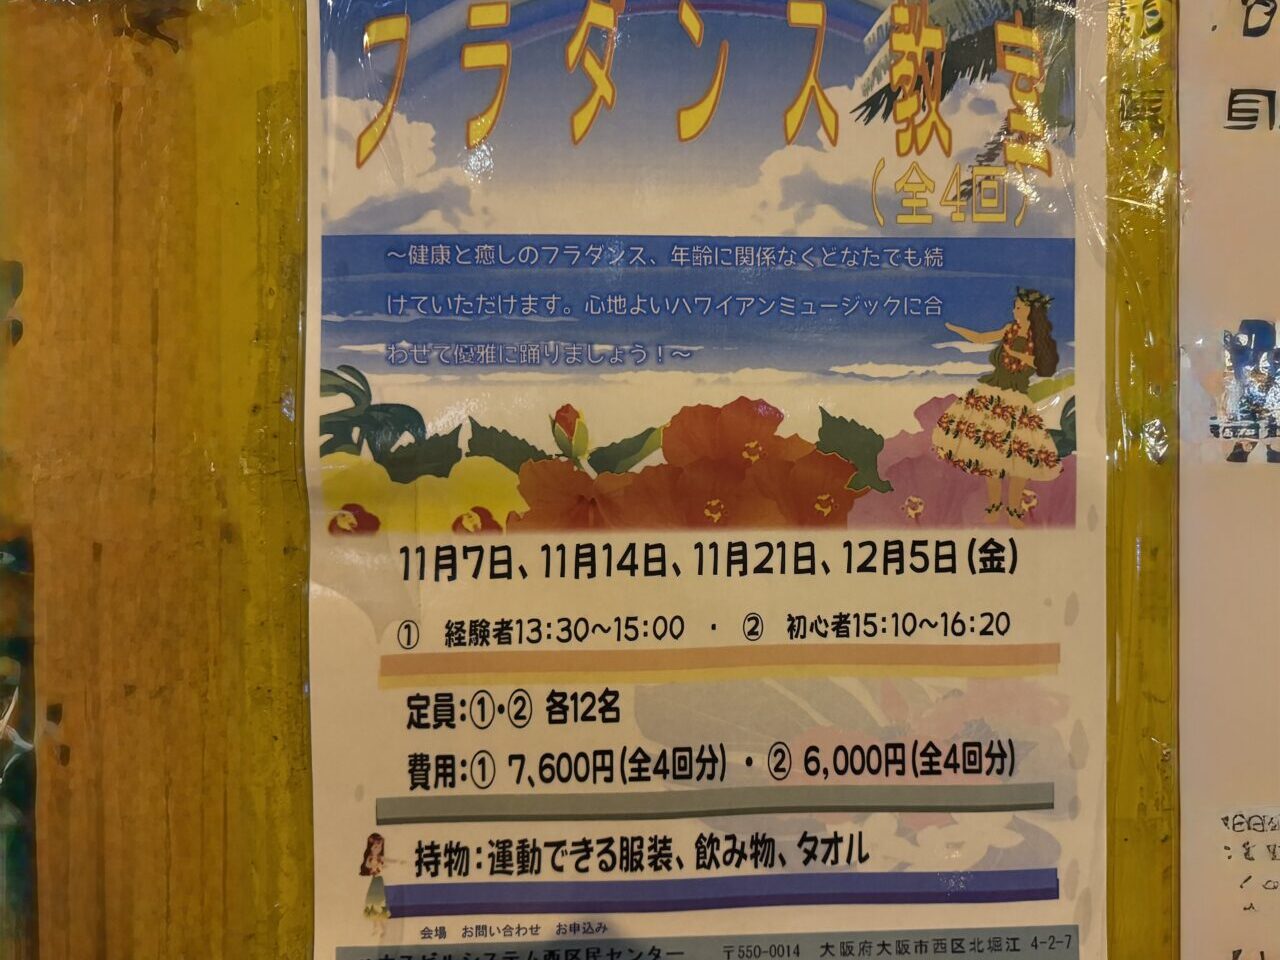 フラダンス教室
(全4回)
～健康と癒しのフラダンス、年齢に関係なくどなたでも続
けていただけます。心地よいハワイアンミュージックに合
わせて優雅に踊りましょう！～
11月7日、11月14日、11月21日、12月5日(金)
① 経験者13:30～15:00 ・ ② 初心者15:10～16:20
定員:①・② 各12名
費用:① 7,600円(全4回分) ・ ② 6,000円(全4回分)
持物:運動できる服装、飲み物、タオル
会場 お問い合わせ お申込み
西区民センター 〒550-0014 大阪府大阪市西区北堀江 4-2-7